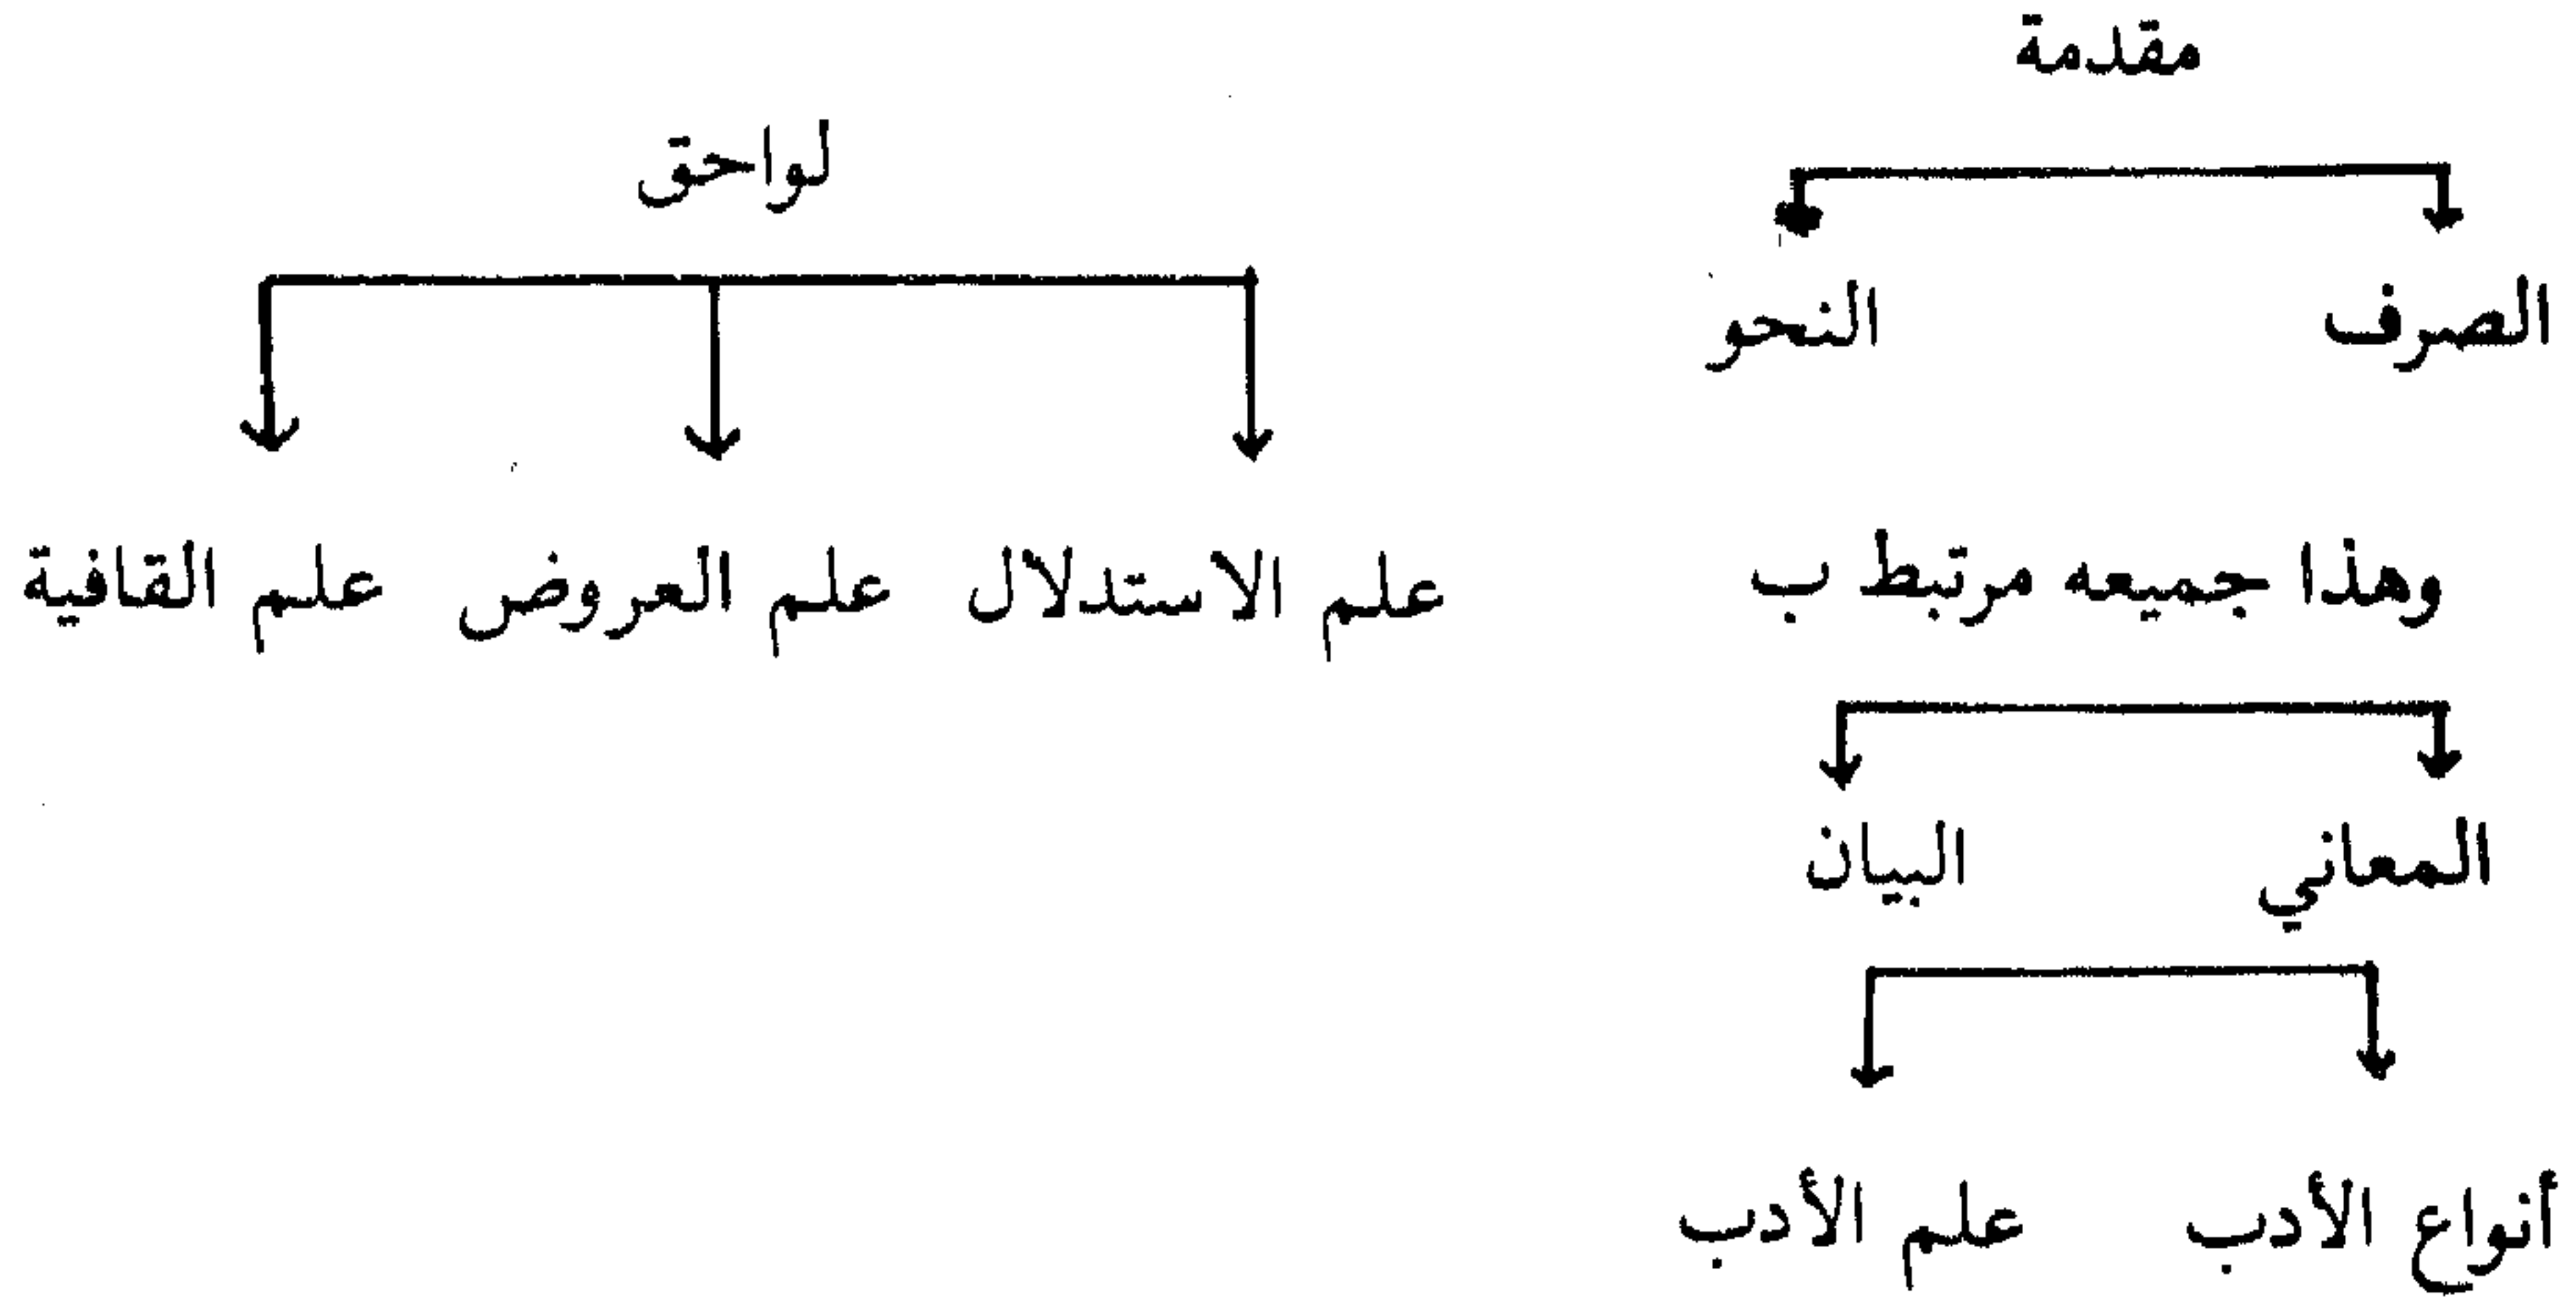 مقدمة
الصرف النحو
وهذا جميعه مرتبط ب
المعاني البيان
أنواع الأدب علم الأدب
لواحق
علم الاستدلال علم العروض علم القافية